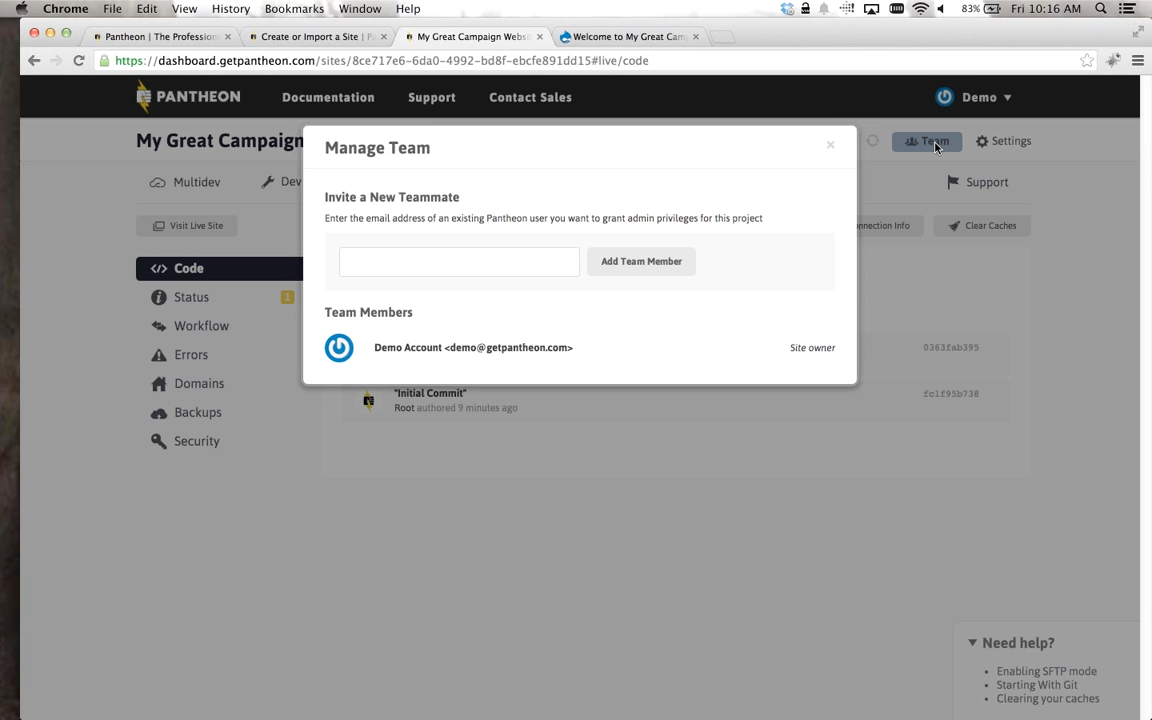 Chrome File Edit View History Bookmarks Window Help 83% Fri 10:16 AM
Pantheon | The Profession × Create or Import a Site | P × My Great Campaign Websi × Welcome to My Great Cam ×
https://dashboard.getpantheon.com/sites/8ce717e6-6da0-4992-bd8f-ebcfe891dd15#live/code
PANTHEON Documentation Support Contact Sales Demo
My Great Campaign Team Settings
Multidev Dev Support
Visit Live Site nnection Info Clear Caches
Manage Team ×
Invite a New Teammate
Enter the email address of an existing Pantheon user you want to grant admin privileges for this project
Add Team Member
Team Members
Demo Account <demo@getpantheon.com> Site owner
</> Code
Status 1
Workflow
Errors
Domains
Backups
Security
0363fab395
"Initial Commit" fc1f95b738
Root authored 9 minutes ago
Need help?
• Enabling SFTP mode
• Starting With Git
• Clearing your caches